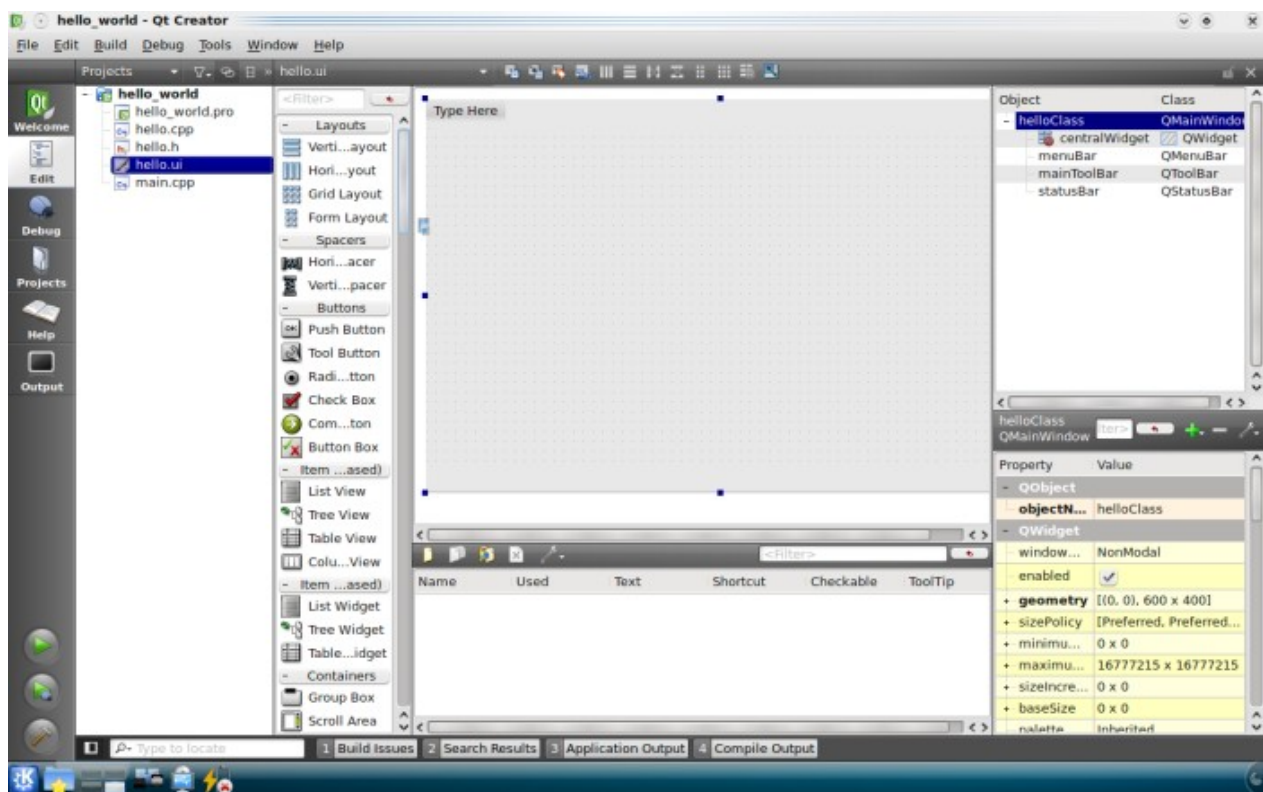 hello_world - Qt Creator
File Edit Build Debug Tools Window Help
Projects
hello.ui
Welcome
Edit
Debug
Projects
Help
Output
hello_world
hello_world.pro
hello.cpp
hello.h
hello.ui
main.cpp
<Filter>
Layouts
Verti...ayout
Hori...yout
Grid Layout
Form Layout
Spacers
Hori...acer
Verti...pacer
Buttons
Push Button
Tool Button
Radi...tton
Check Box
Com...ton
Button Box
Item ...ased)
List View
Tree View
Table View
Colu...View
Item ...ased)
List Widget
Tree Widget
Table...idget
Containers
Group Box
Scroll Area
Type Here
<Filter>
Name Used Text Shortcut Checkable ToolTip
Object Class
helloClass QMainWindo
centralWidget QWidget
menuBar QMenuBar
mainToolBar QToolBar
statusBar QStatusBar
helloClass
QMainWindow
lter>
Property Value
QObject
objectN... helloClass
QWidget
window... NonModal
enabled
geometry [(0, 0), 600 x 400]
sizePolicy [Preferred, Preferred...
minimu... 0 x 0
maximu... 16777215 x 16777215
sizeIncre... 0 x 0
baseSize 0 x 0
palette Inherited
Type to locate
1 Build Issues 2 Search Results 3 Application Output 4 Compile Output